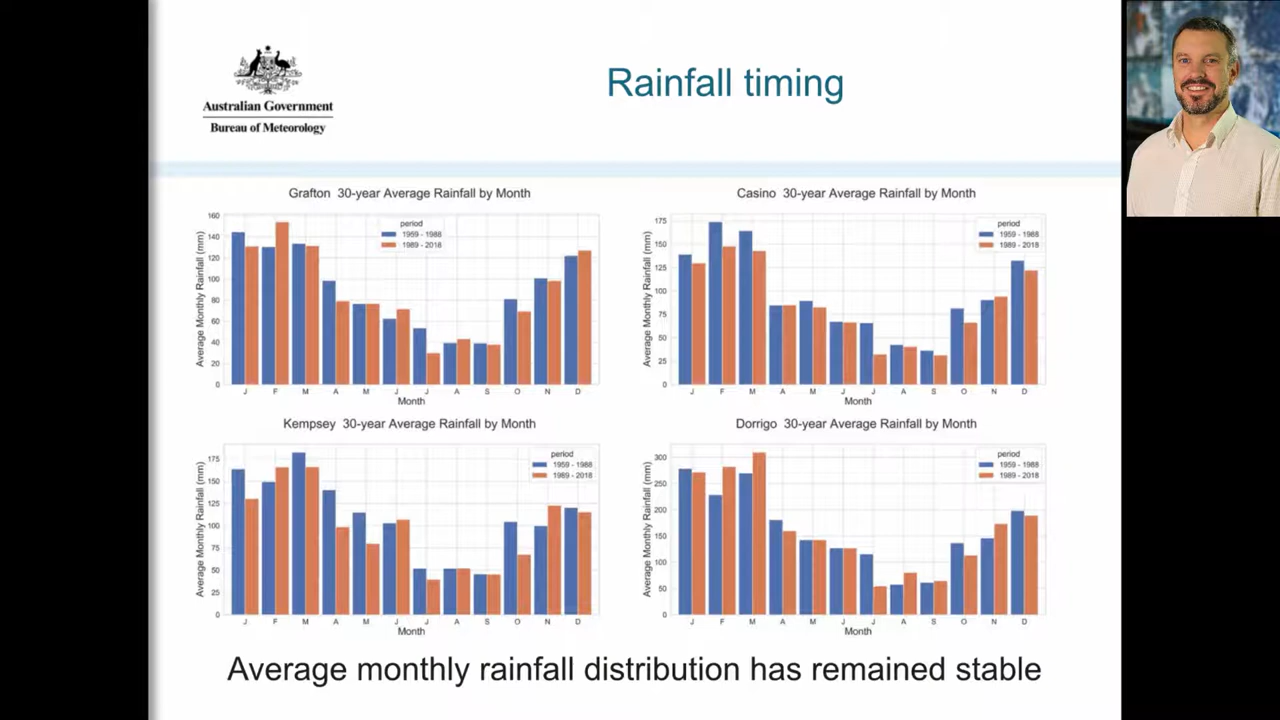 Australian Government
Bureau of Meteorology
Rainfall timing
Grafton 30-year Average Rainfall by Month
Average Monthly Rainfall (mm)
160
140
120
100
80
60
40
20
0
period
1959 - 1988
1989 - 2018
J F M A M J J A S O N D
Month
Casino 30-year Average Rainfall by Month
Average Monthly Rainfall (mm)
175
150
125
100
75
50
25
0
period
1959 - 1988
1989 - 2018
J F M A M J J A S O N D
Month
Kempsey 30-year Average Rainfall by Month
Average Monthly Rainfall (mm)
175
150
125
100
75
50
25
0
period
1959 - 1988
1989 - 2018
J F M A M J J A S O N D
Month
Dorrigo 30-year Average Rainfall by Month
Average Monthly Rainfall (mm)
300
250
200
150
100
50
0
period
1959 - 1988
1989 - 2018
J F M A M J J A S O N D
Month
Average monthly rainfall distribution has remained stable